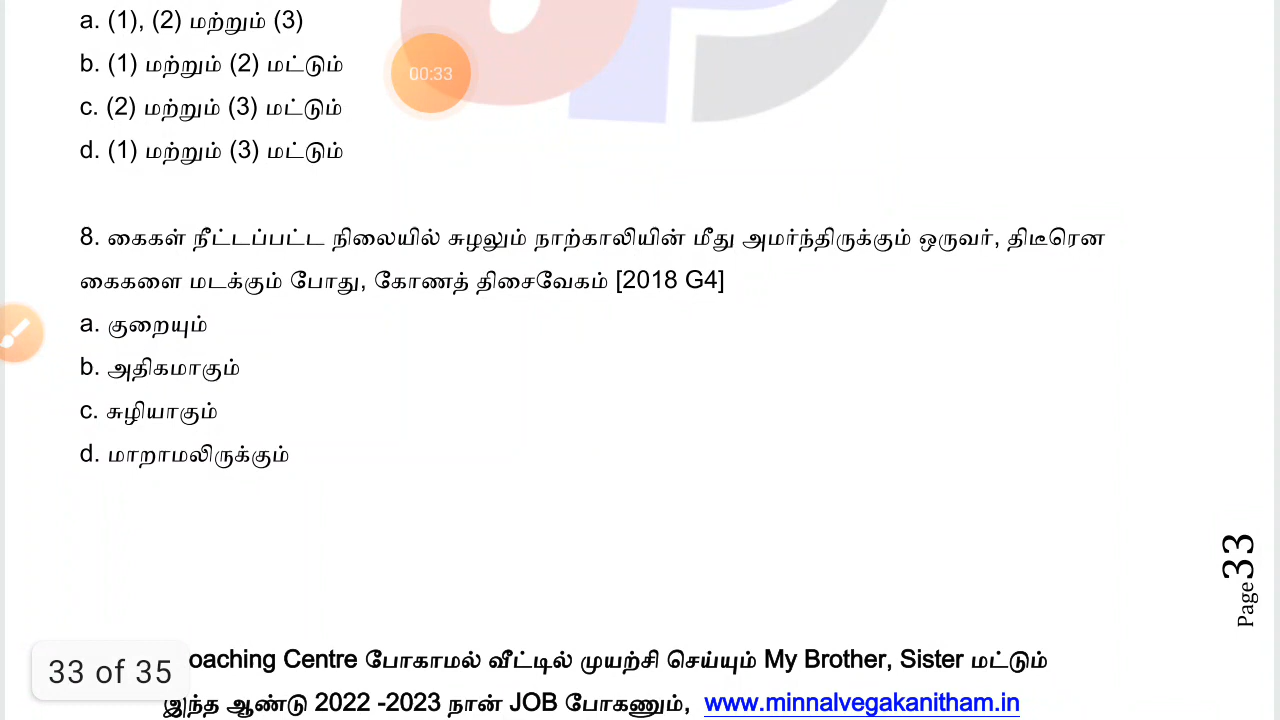 a. (1), (2) மற்றும் (3)
00:33
b. (1) மற்றும் (2) மட்டும்
c. (2) மற்றும் (3) மட்டும்
d. (1) மற்றும் (3) மட்டும்
8. கைகள் நீட்டப்பட்ட நிலையில் சுழலும் நாற்காலியின் மீது அமர்ந்திருக்கும் ஒருவர், திடீரென
கைகளை மடக்கும் போது, கோணத் திசைவேகம் [2018 G4]
a. குறையும்
b. அதிகமாகும்
c. சுழியாகும்
d. மாறாமலிருக்கும்
Page33
33 of 35
oaching Centre போகாமல் வீட்டில் முயற்சி செய்யும் My Brother, Sister மட்டும்
இந்த ஆண்டு 2022 -2023 நான் JOB போகணும், www.minnalvegakanitham.in